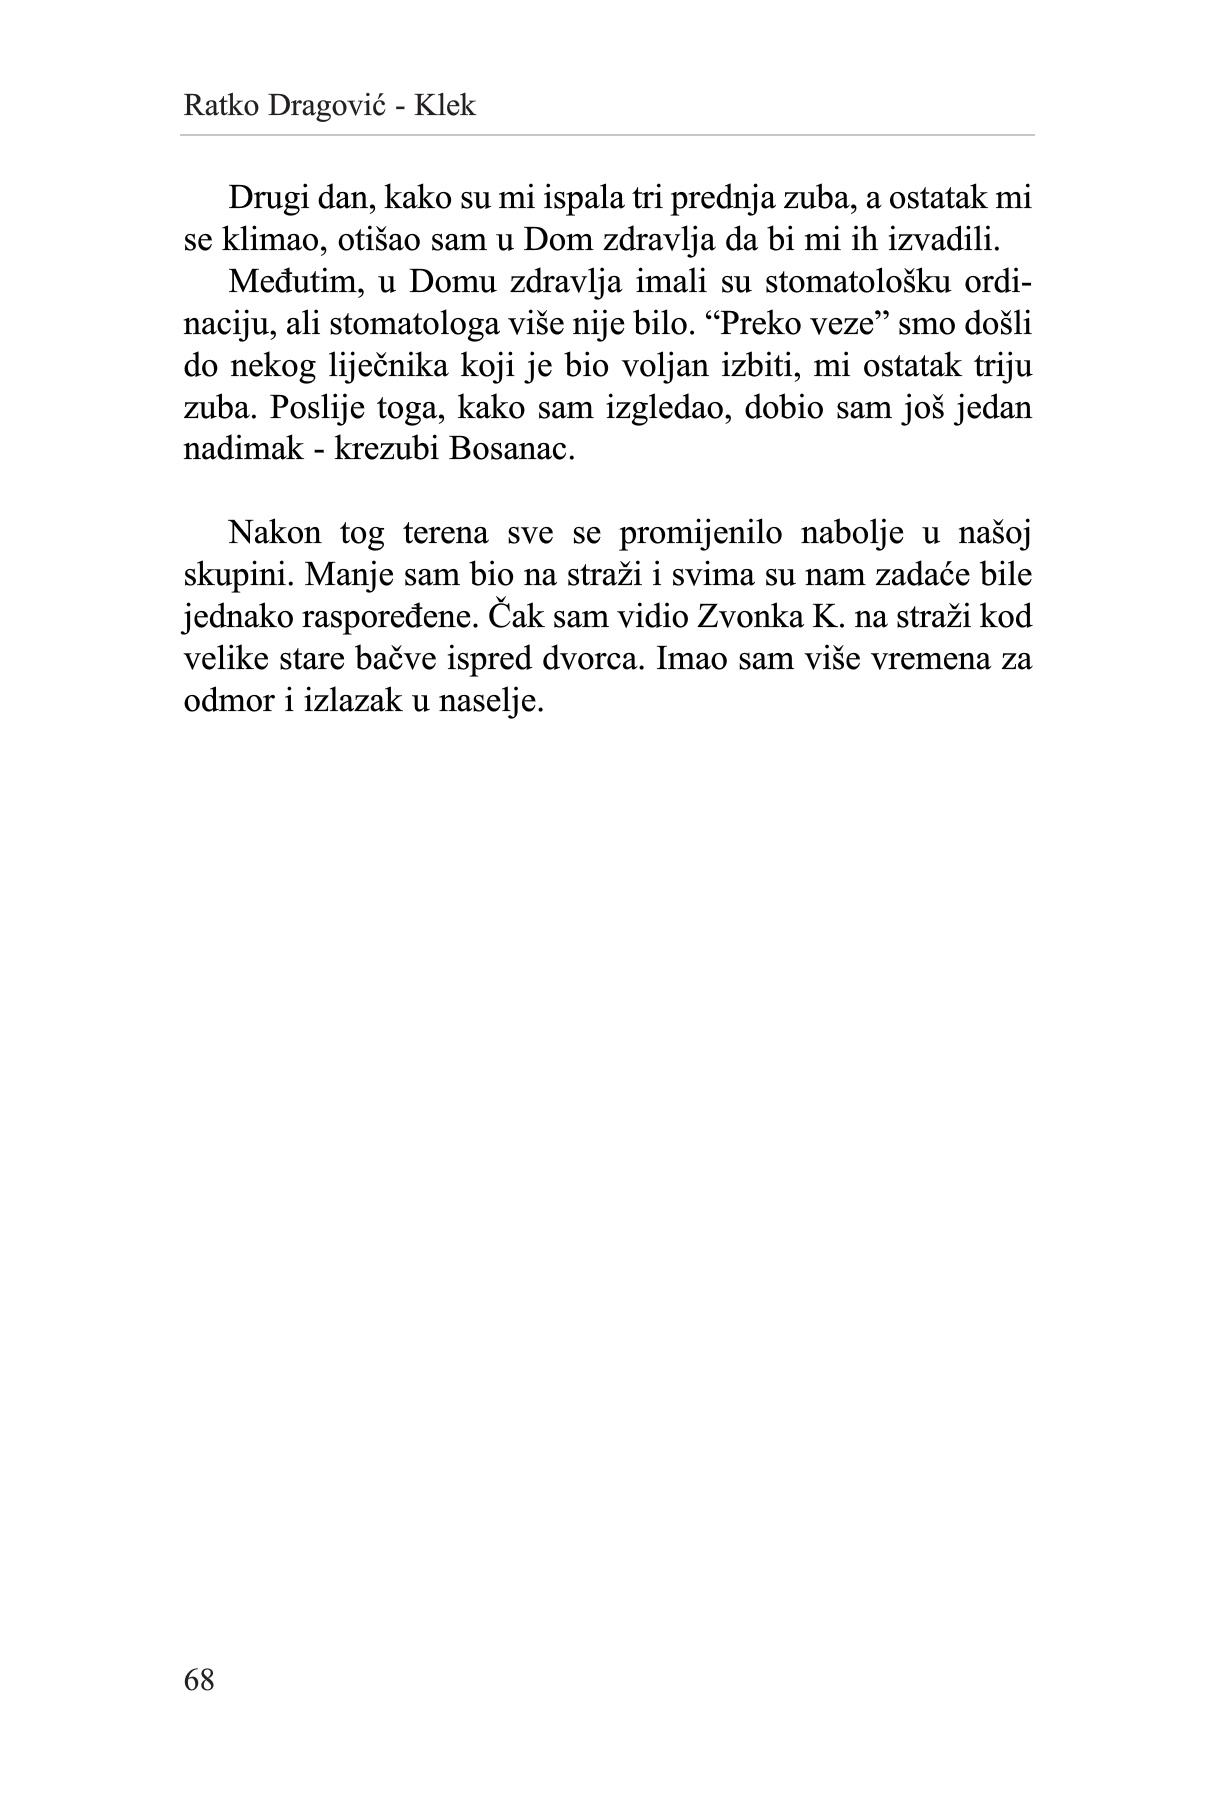 Ratko Dragović - Klek
Drugi dan, kako su mi ispala tri prednja zuba, a ostatak mi
se klimao, otišao sam u Dom zdravlja da bi mi ih izvadili.
Međutim, u Domu zdravlja imali su stomatološku ordi-
naciju, ali stomatologa više nije bilo. “Preko veze” smo došli
do nekog liječnika koji je bio voljan izbiti, mi ostatak triju
zuba. Poslije toga, kako sam izgledao, dobio sam još jedan
nadimak - krezubi Bosanac.
Nakon tog terena sve se promijenilo nabolje u našoj
skupini. Manje sam bio na straži i svima su nam zadaće bile
jednako raspoređene. Čak sam vidio Zvonka K. na straži kod
velike stare bačve ispred dvorca. Imao sam više vremena za
odmor i izlazak u naselje.
68